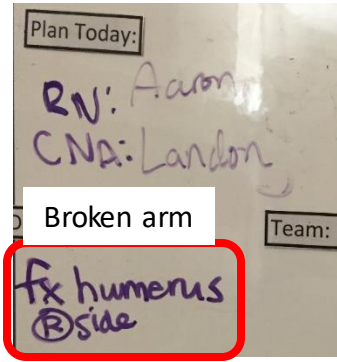 Plan Today:
RN: Aaron
CNA: Landon
Broken arm
Team:
fx humerus
Ⓡ side